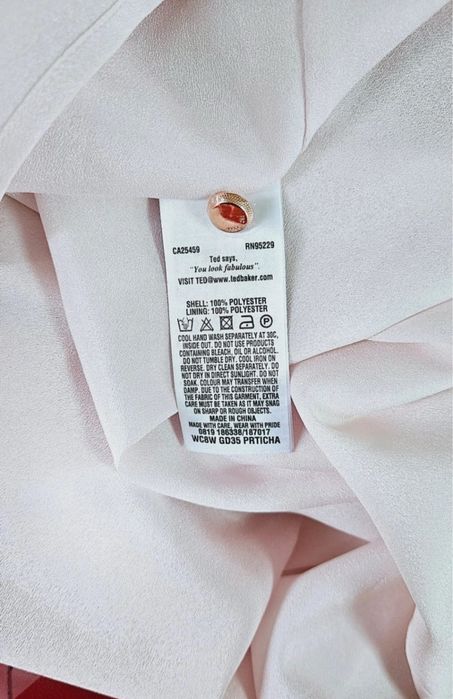 CA25459 RN95229
Ted says,
"You look fabulous".
VISIT TED@www.tedbaker.com
SHELL: 100% POLYESTER
LINING: 100% POLYESTER
COOL HAND WASH SEPARATELY AT 30C,
INSIDE OUT. DO NOT USE PRODUCTS
CONTAINING BLEACH, OIL OR ALCOHOL.
DO NOT TUMBLE DRY. COOL IRON ON
REVERSE. DRY CLEAN SEPARATELY. DO
NOT DRY IN DIRECT SUNLIGHT. DO NOT
SOAK. COLOUR MAY TRANSFER WHEN
DAMP. DUE TO THE CONSTRUCTION OF
THE FABRIC OF THIS GARMENT, EXTRA
CARE MUST BE TAKEN AS IT MAY SNAG
ON SHARP OR ROUGH OBJECTS.
MADE IN CHINA
MADE WITH CARE, WEAR WITH PRIDE
0819 186338/187017
WC8W GD35 PRTICHA